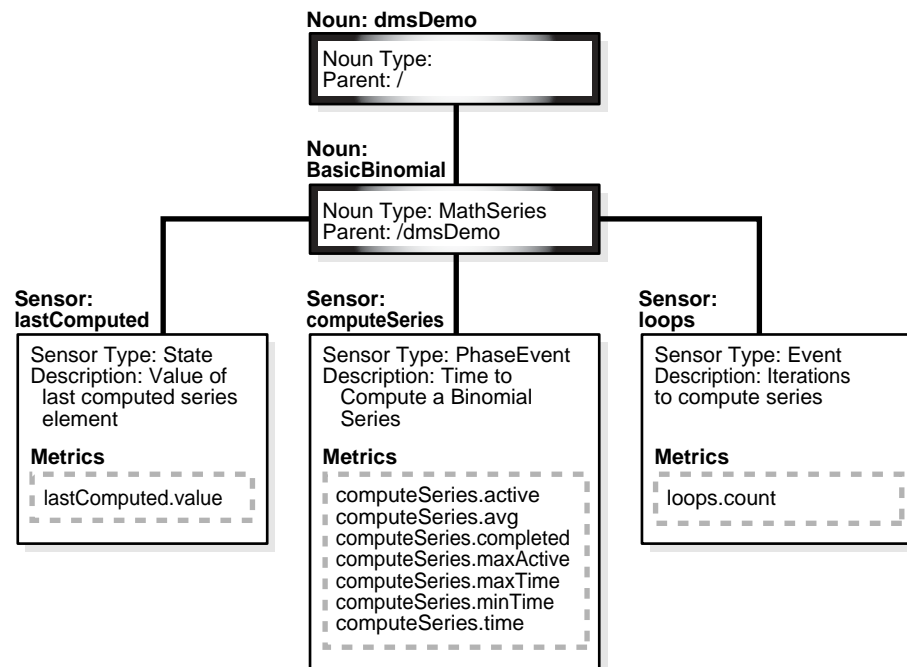 Noun: dmsDemo
Noun Type:
Parent: /
Noun:
BasicBinomial
Noun Type: MathSeries
Parent: /dmsDemo
Sensor:
lastComputed
Sensor Type: State
Description: Value of
last computed series
element
Metrics
lastComputed.value
Sensor:
computeSeries
Sensor Type: PhaseEvent
Description: Time to
Compute a Binomial
Series
Metrics
computeSeries.active
computeSeries.avg
computeSeries.completed
computeSeries.maxActive
computeSeries.maxTime
computeSeries.minTime
computeSeries.time
Sensor:
loops
Sensor Type: Event
Description: Iterations
to compute series
Metrics
loops.count